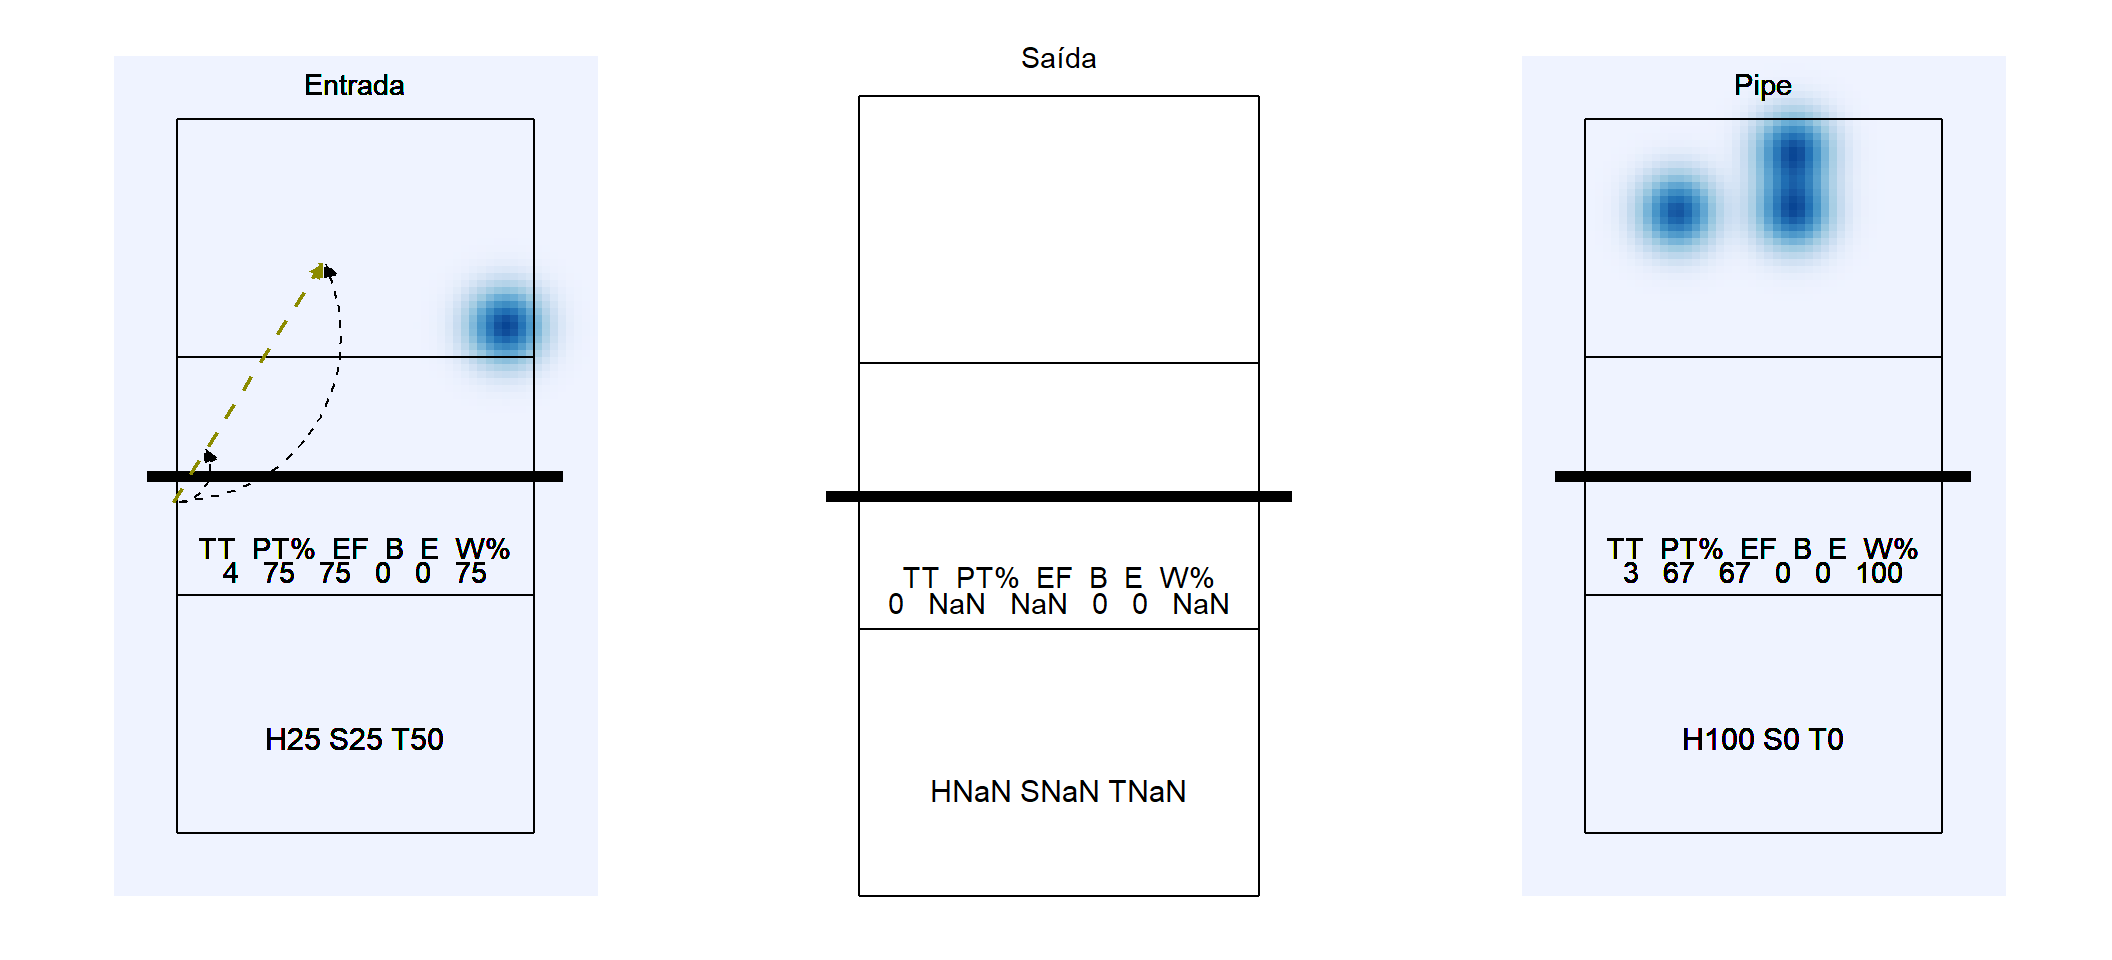 Entrada
TT PT% EF B E W%
4 75 75 0 0 75
H25 S25 T50
Saída
TT PT% EF B E W%
0 NaN NaN 0 0 NaN
HNaN SNaN TNaN
Pipe
TT PT% EF B E W%
3 67 67 0 0 100
H100 S0 T0